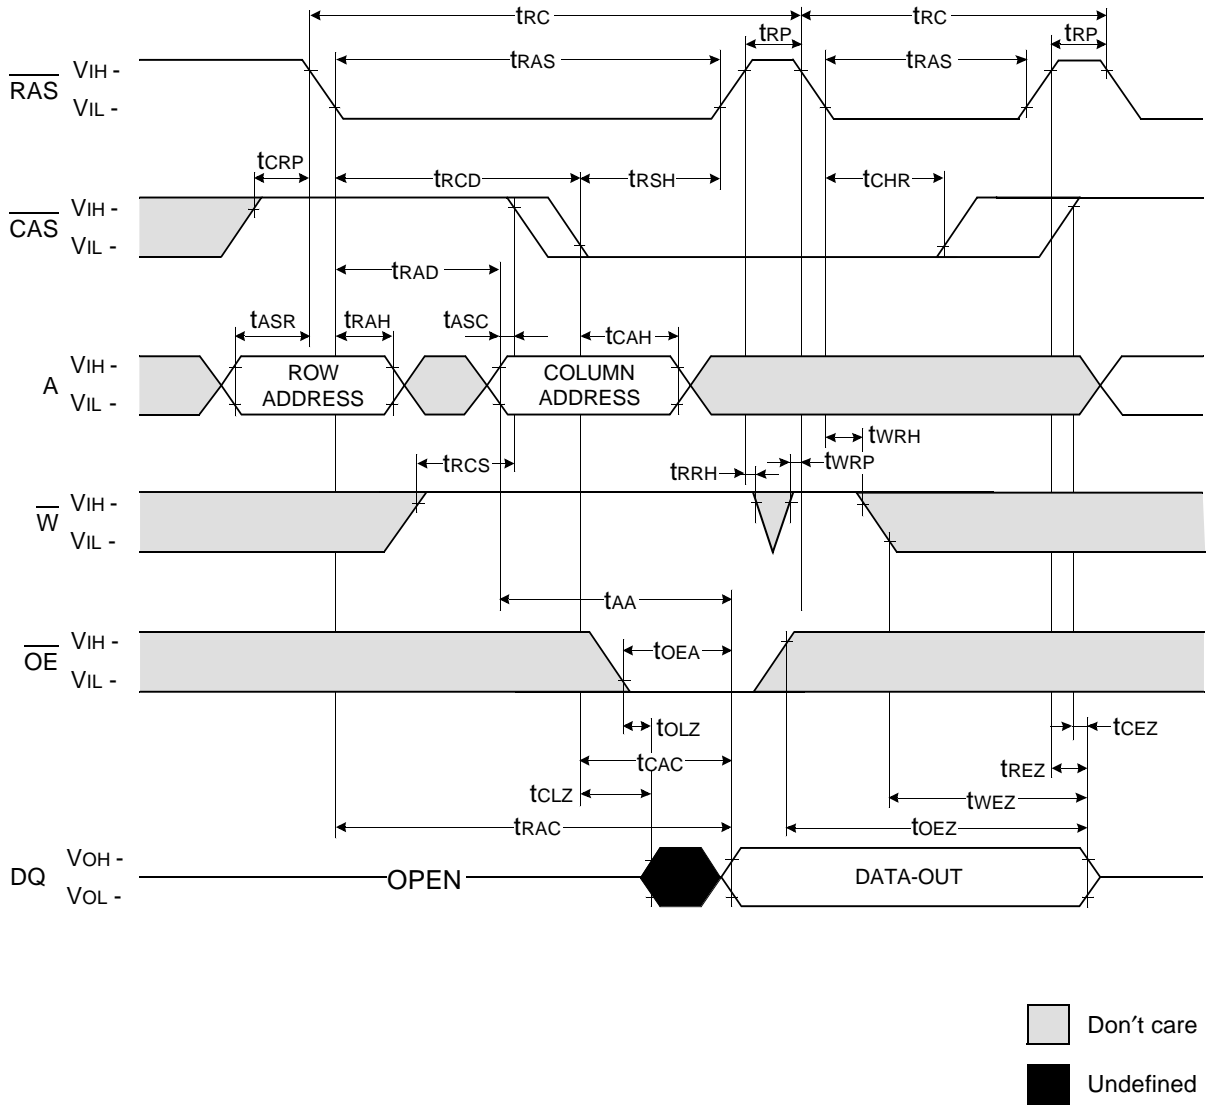 tRC tRC
tRP tRP
tRAS tRAS
RAS VIH -
VIL -
tCRP tRCD tRSH tCHR
CAS VIH -
VIL -
tRAD
tASR tRAH tASC tCAH
A VIH -
VIL -
ROW
ADDRESS
COLUMN
ADDRESS
tWRH
tRCS tRRH tWRP
W VIH -
VIL -
tAA
OE VIH -
VIL -
tOEA
tOLZ tCEZ
tCAC tREZ
tCLZ tWEZ
tRAC tOEZ
DQ VOH -
VOL -
OPEN DATA-OUT
Don't care
Undefined